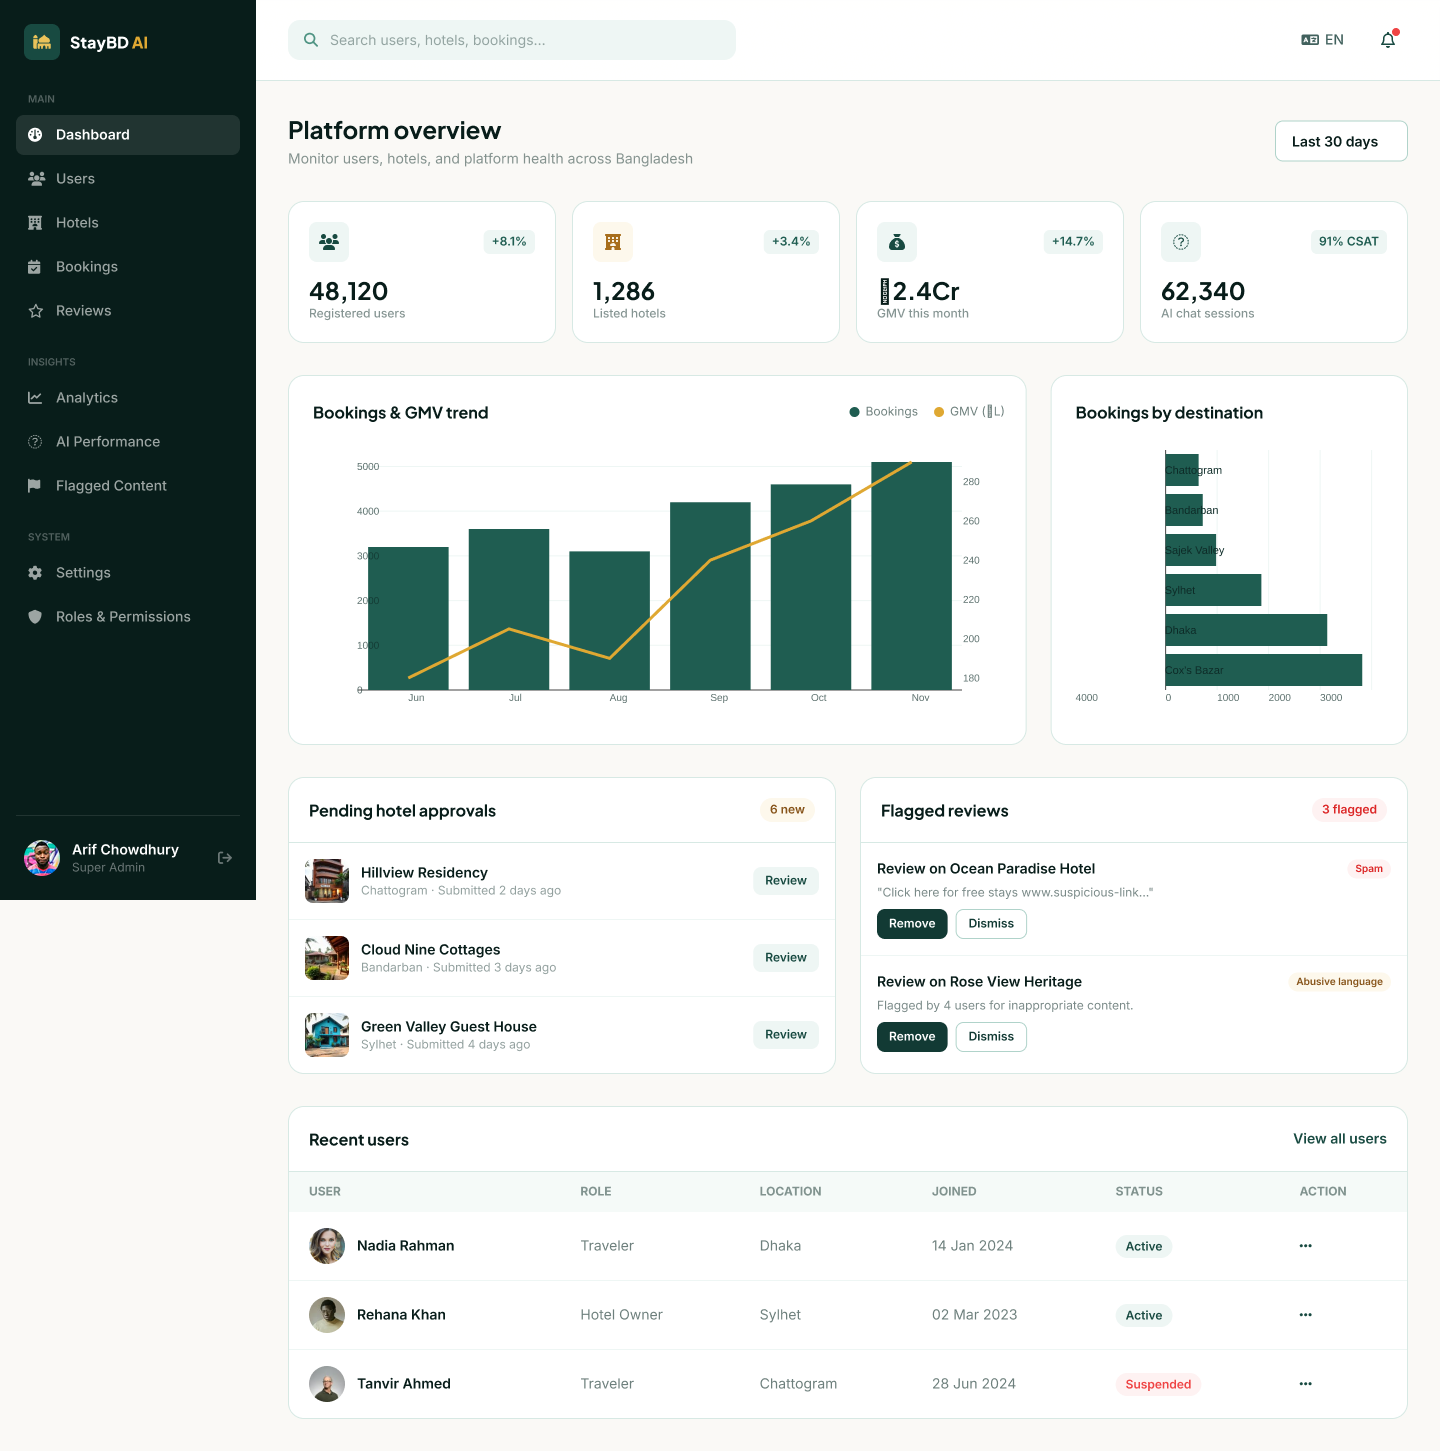 StayBD AI
MAIN
Dashboard
Users
Hotels
Bookings
Reviews
INSIGHTS
Analytics
AI Performance
Flagged Content
SYSTEM
Settings
Roles & Permissions
Arif Chowdhury
Super Admin
Search users, hotels, bookings...
EN
Platform overview
Monitor users, hotels, and platform health across Bangladesh
Last 30 days
+8.1%
48,120
Registered users
+3.4%
1,286
Listed hotels
+14.7%
2.4Cr
GMV this month
91% CSAT
62,340
AI chat sessions
Bookings & GMV trend
Bookings
GMV (L)
5000
4000
3000
2000
1000
0
280
260
240
220
200
180
Jun Jul Aug Sep Oct Nov
Bookings by destination
Chattogram
Bandarban
Sajek Valley
Sylhet
Dhaka
Cox's Bazar
4000 0 1000 2000 3000
Pending hotel approvals
6 new
Hillview Residency
Chattogram · Submitted 2 days ago
Review
Cloud Nine Cottages
Bandarban · Submitted 3 days ago
Review
Green Valley Guest House
Sylhet · Submitted 4 days ago
Review
Flagged reviews
3 flagged
Review on Ocean Paradise Hotel
Spam
"Click here for free stays www.suspicious-link..."
Remove Dismiss
Review on Rose View Heritage
Abusive language
Flagged by 4 users for inappropriate content.
Remove Dismiss
Recent users
View all users
USER ROLE LOCATION JOINED STATUS ACTION
Nadia Rahman Traveler Dhaka 14 Jan 2024 Active ...
Rehana Khan Hotel Owner Sylhet 02 Mar 2023 Active ...
Tanvir Ahmed Traveler Chattogram 28 Jun 2024 Suspended ...